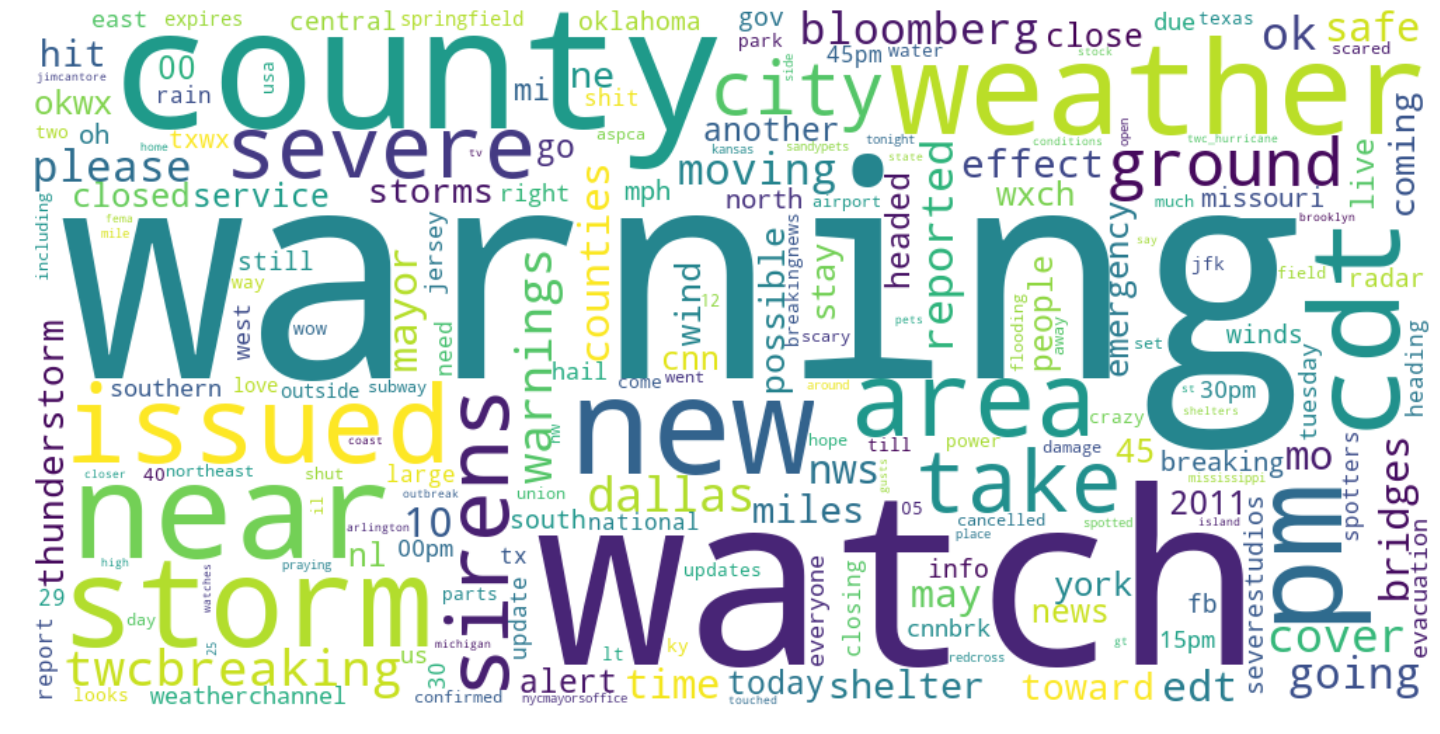 east expires central springfield oklahoma gov bloomberg close due texas ok safe
hit county park 45pm water stock scared
jimcantore 00 usa ne side city weather
okwx rain mi shit coming
two oh txwx aspca another tonight conditions open twc_hurricane
home severe tv go kansas sandypets state live
please storms moving effect ground
closed service right counties mph north airport headed reported wxch much missouri
including fema warning brooklyn
mile jersey breakingnews emergency say cdt
still mayor warnings wind possible stay people jfk field radar
way 12
west wow need cnn scary pets flooding away set winds
thunderstorm hail come went tuesday heading
southern love outside subway around area st 30pm
issued sirens new shelters
coast nw hope till power crazy
closer 40 northeast shut large nws gusts damage 45 breaking mo
near il outbreak union dallas take mississippi bridges
arlington 10 miles 05 spotted 2011 island pm spotters
00pm south national watch cancelled
high praying nl tx place
storm updates info york severestudios evacuation
29 watches parts everyone closing may news fb
report day update cnnbrk gt 15pm
25 michigan cover
twcbreaking us lt ky redcross
30 alert time today shelter toward edt going
looks weatherchannel confirmed nycmayorsoffice touched